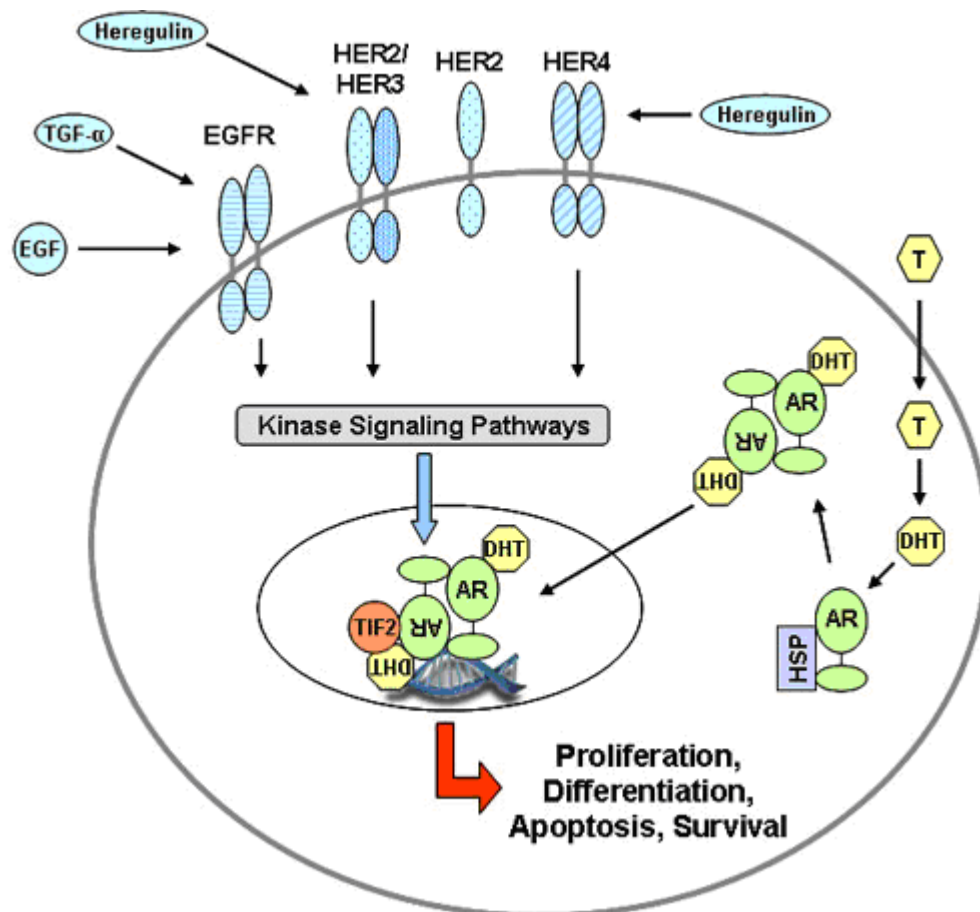 Heregulin
HER2/
HER3
HER2
HER4
Heregulin
TGF-α
EGFR
EGF
T
DHT
AR
T
Kinase Signaling Pathways
AR
DHT
DHT
DHT
AR
AR
TIF2
AR
HSP
DHT
Proliferation,
Differentiation,
Apoptosis, Survival